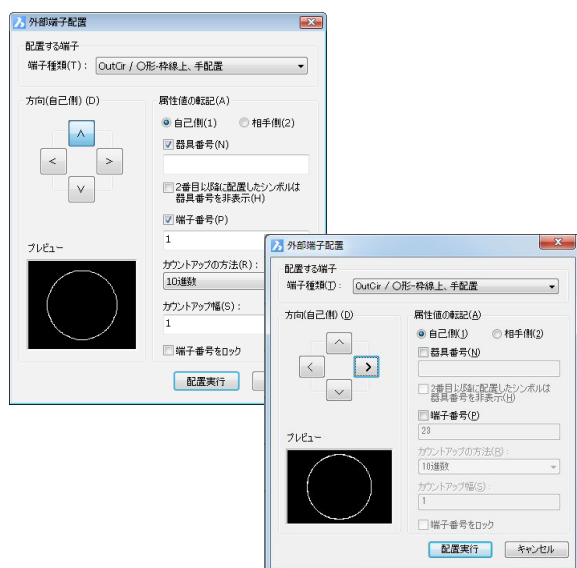 外部端子配置
配置する端子
端子種類(T)： OutCir / 〇形-枠線上、手配置
方向(自己側) (D)
属性値の転記(A)
自己側(1) 相手側(2)
器具番号(N)
2番目以降に配置したシンボルは
器具番号を非表示(H)
端子番号(P)
1
カウントアップの方法(R)：
10進数
カウントアップ幅(S)：
1
端子番号をロック
プレビュー
配置実行
外部端子配置
配置する端子
端子種類(T)： OutCir / 〇形-枠線上、手配置
方向(自己側) (D)
属性値の転記(A)
自己側(1) 相手側(2)
器具番号(N)
2番目以降に配置したシンボルは
器具番号を非表示(H)
端子番号(P)
23
カウントアップの方法(R)：
10進数
カウントアップ幅(S)：
1
端子番号をロック
プレビュー
配置実行 キャンセル